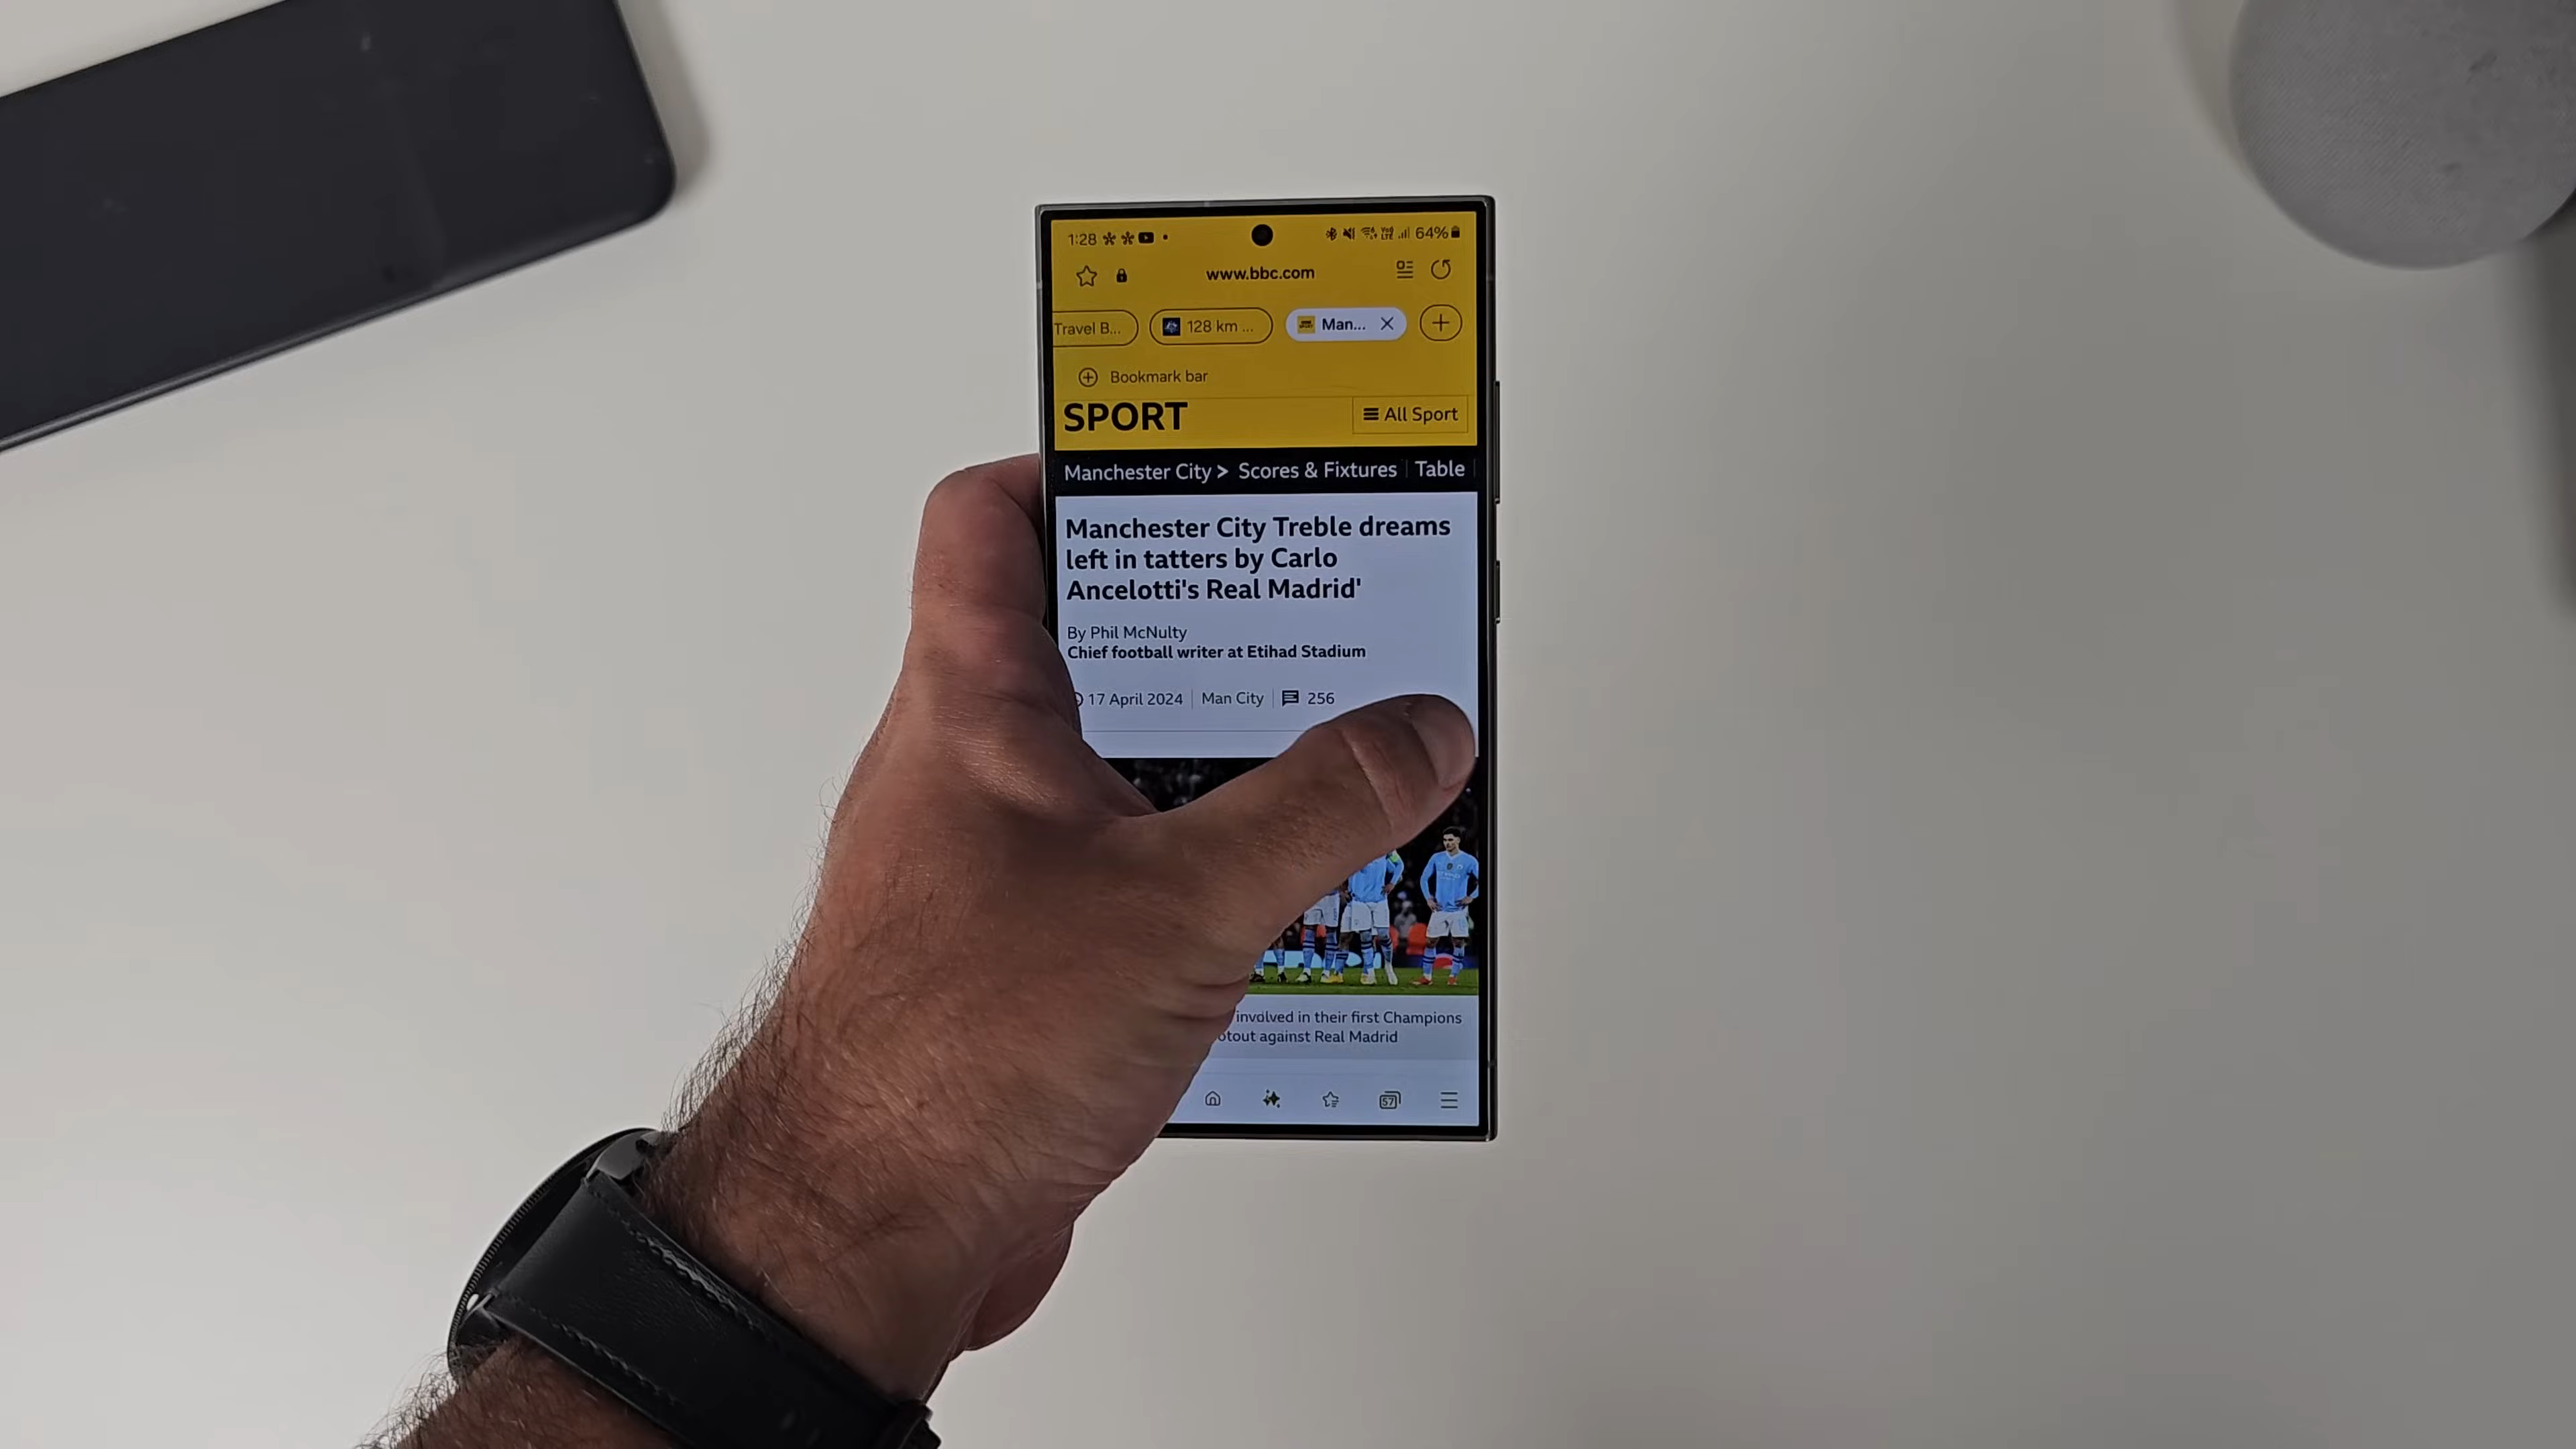 1:28 64%
www.bbc.com
Travel B... 128 km ... Man...
Bookmark bar
SPORT All Sport
Manchester City > Scores & Fixtures Table
Manchester City Treble dreams
left in tatters by Carlo
Ancelotti's Real Madrid'
By Phil McNulty
Chief football writer at Etihad Stadium
17 April 2024 Man City 256
involved in their first Champions
against Real Madrid
57